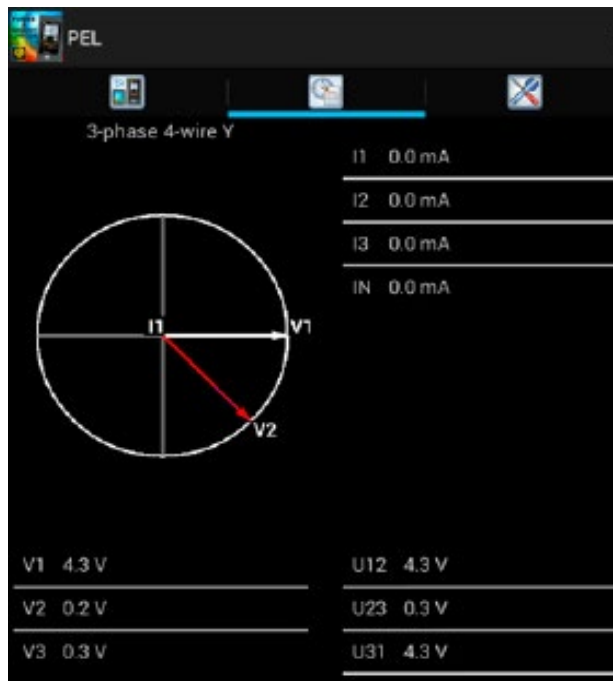 PEL
3-phase 4-wire Y
I1 0.0 mA
I2 0.0 mA
I3 0.0 mA
IN 0.0 mA
I1
V1
V2
V1 4.3 V
V2 0.2 V
V3 0.3 V
U12 4.3 V
U23 0.3 V
U31 4.3 V